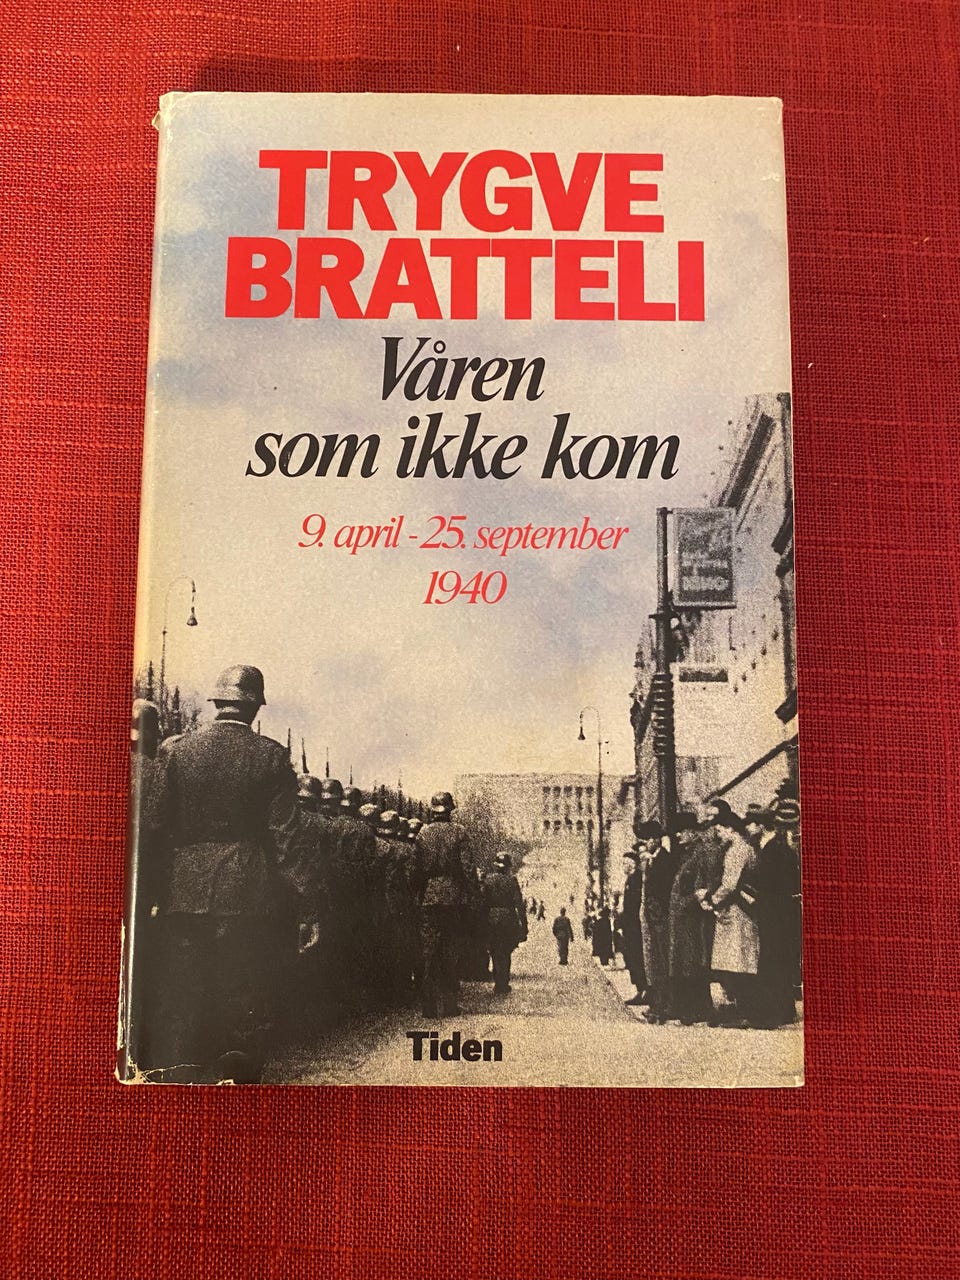 TRYGVE
BRATTELI
Våren
som ikke kom
9. april - 25. september
1940
Tiden